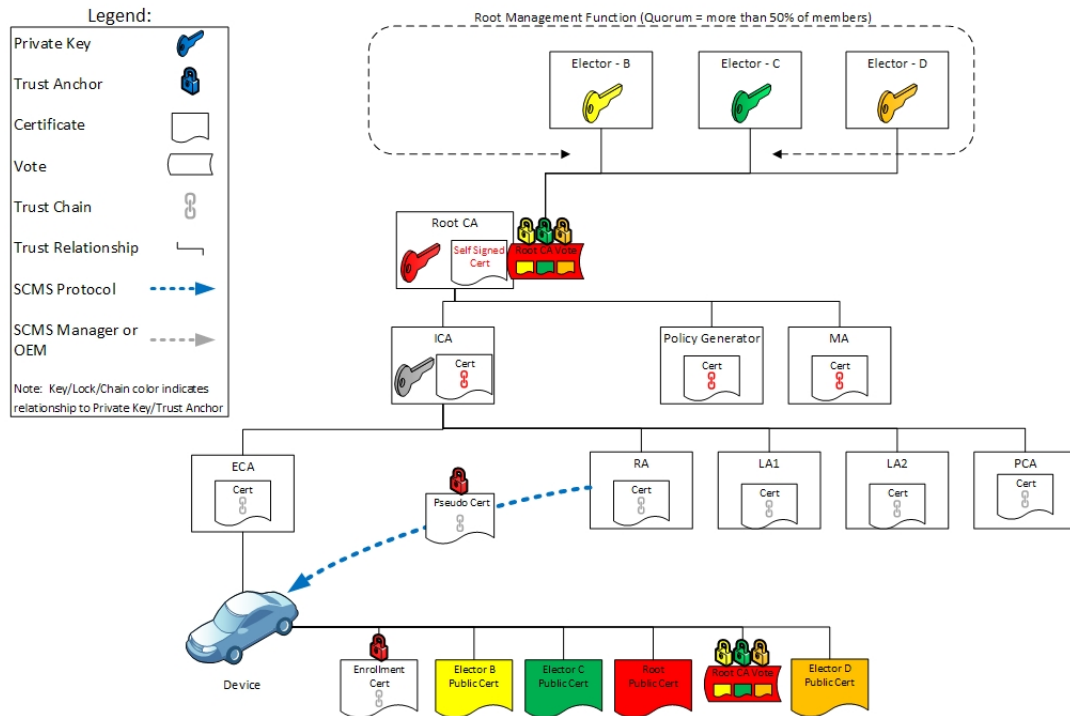 Legend:
Private Key
Trust Anchor
Certificate
Vote
Trust Chain
Trust Relationship
SCMS Protocol
SCMS Manager or
OEM
Note:  Key/Lock/Chain color indicates
relationship to Private Key/Trust Anchor
Root Management Function (Quorum = more than 50% of members)
Elector - B
Elector - C
Elector - D
Root CA
Self Signed
Cert
Root CA Vote
ICA
Cert
Policy Generator
Cert
MA
Cert
ECA
Cert
Pseudo Cert
RA
Cert
LA1
Cert
LA2
Cert
PCA
Cert
Device
Enrollment
Cert
Elector B
Public Cert
Elector C
Public Cert
Root
Public Cert
Root CA Vote
Elector D
Public Cert